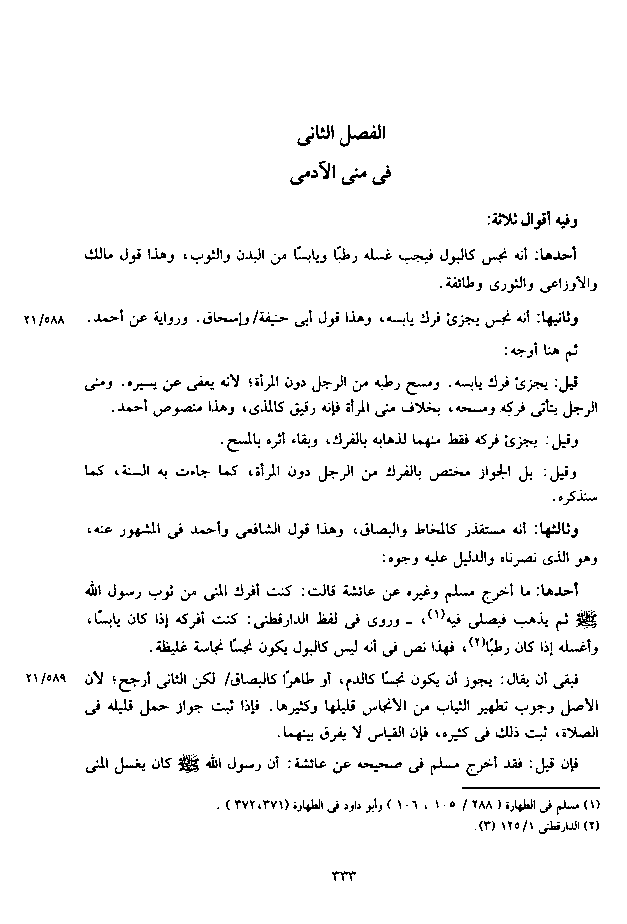 الفصل الثانى
فى منى الآدمى
وفيه أقوال ثلاثة:
أحدها: أنه نجس كالبول فيجب غسله رطبًا ويابسًا من البدن والثوب، وهذا قول مالك
والأوزاعى والثورى وطائفة.
وثانيها: أنه نجس يجزئ فرك يابسه، وهذا قول أبى حنيفة/ وإسحاق. ورواية عن أحمد. ٢١/٥٨٨
ثم هنا أوجه:
قيل: يجزئ فرك يابسه. ومسح رطبه من الرجل دون المرأة؛ لأنه يعفى عن يسيره. ومنى
الرجل يتأتى فركه ومسحه، بخلاف منى المرأة فإنه رقيق كالمذى، وهذا منصوص أحمد.
وقيل: يجزئ فركه فقط منهما لذهابه بالفرك، وبقاء أثره بالمسح.
وقيل: بل الجواز مختص بالفرك من الرجل دون المرأة، كما جاءت به السنة، كما
سنذكره.
وثالثها: أنه مستقذر كالمخاط والبصاق، وهذا قول الشافعى وأحمد فى المشهور عنه،
وهو الذى نصرناه والدليل عليه وجوه:
أحدها: ما أخرج مسلم وغيره عن عائشة قالت: كنت أفرك المنى من ثوب رسول الله
ﷺ ثم يذهب فيصلى فيه(١)، ـ وروى فى لفظ الدارقطنى: كنت أفركه إذا كان يابسًا،
وأغسله إذا كان رطبًا(٢)، فهذا نص فى أنه ليس كالبول يكون نجسًا نجاسة غليظة.
فبقى أن يقال: يجوز أن يكون نجسًا كالدم، أو طاهرًا كالبصاق/ لكن الثانى أرجح؛ لأن ٢١/٥٨٩
الأصل وجوب تطهير الثياب من الأنجاس قليلها وكثيرها. فإذا ثبت جواز حمل قليله فى
الصلاة، ثبت ذلك فى كثيره، فإن القياس لا يفرق بينهما.
فإن قيل: فقد أخرج مسلم فى صحيحه عن عائشة: أن رسول الله ﷺ كان يغسل المنى
(١) مسلم فى الطهارة ( ٢٨٨ / ١٠٥ ، ١٠٦ ) وأبو داود فى الطهارة (٣٧١،٣٧٢ ) .
(٢) الدارقطنى ١٢٥/١ (٣).
٣٣٣